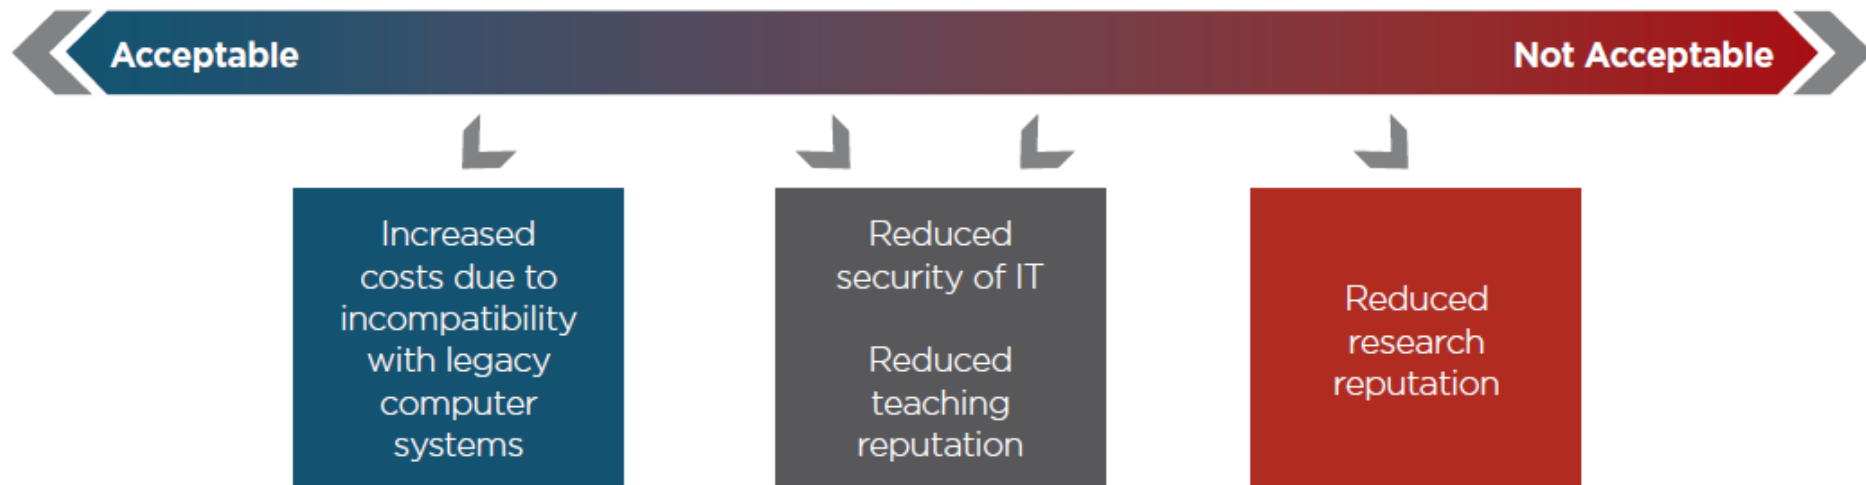 Acceptable
Not Acceptable
Increased
costs due to
incompatibility
with legacy
computer
systems
Reduced
security of IT
Reduced
teaching
reputation
Reduced
research
reputation